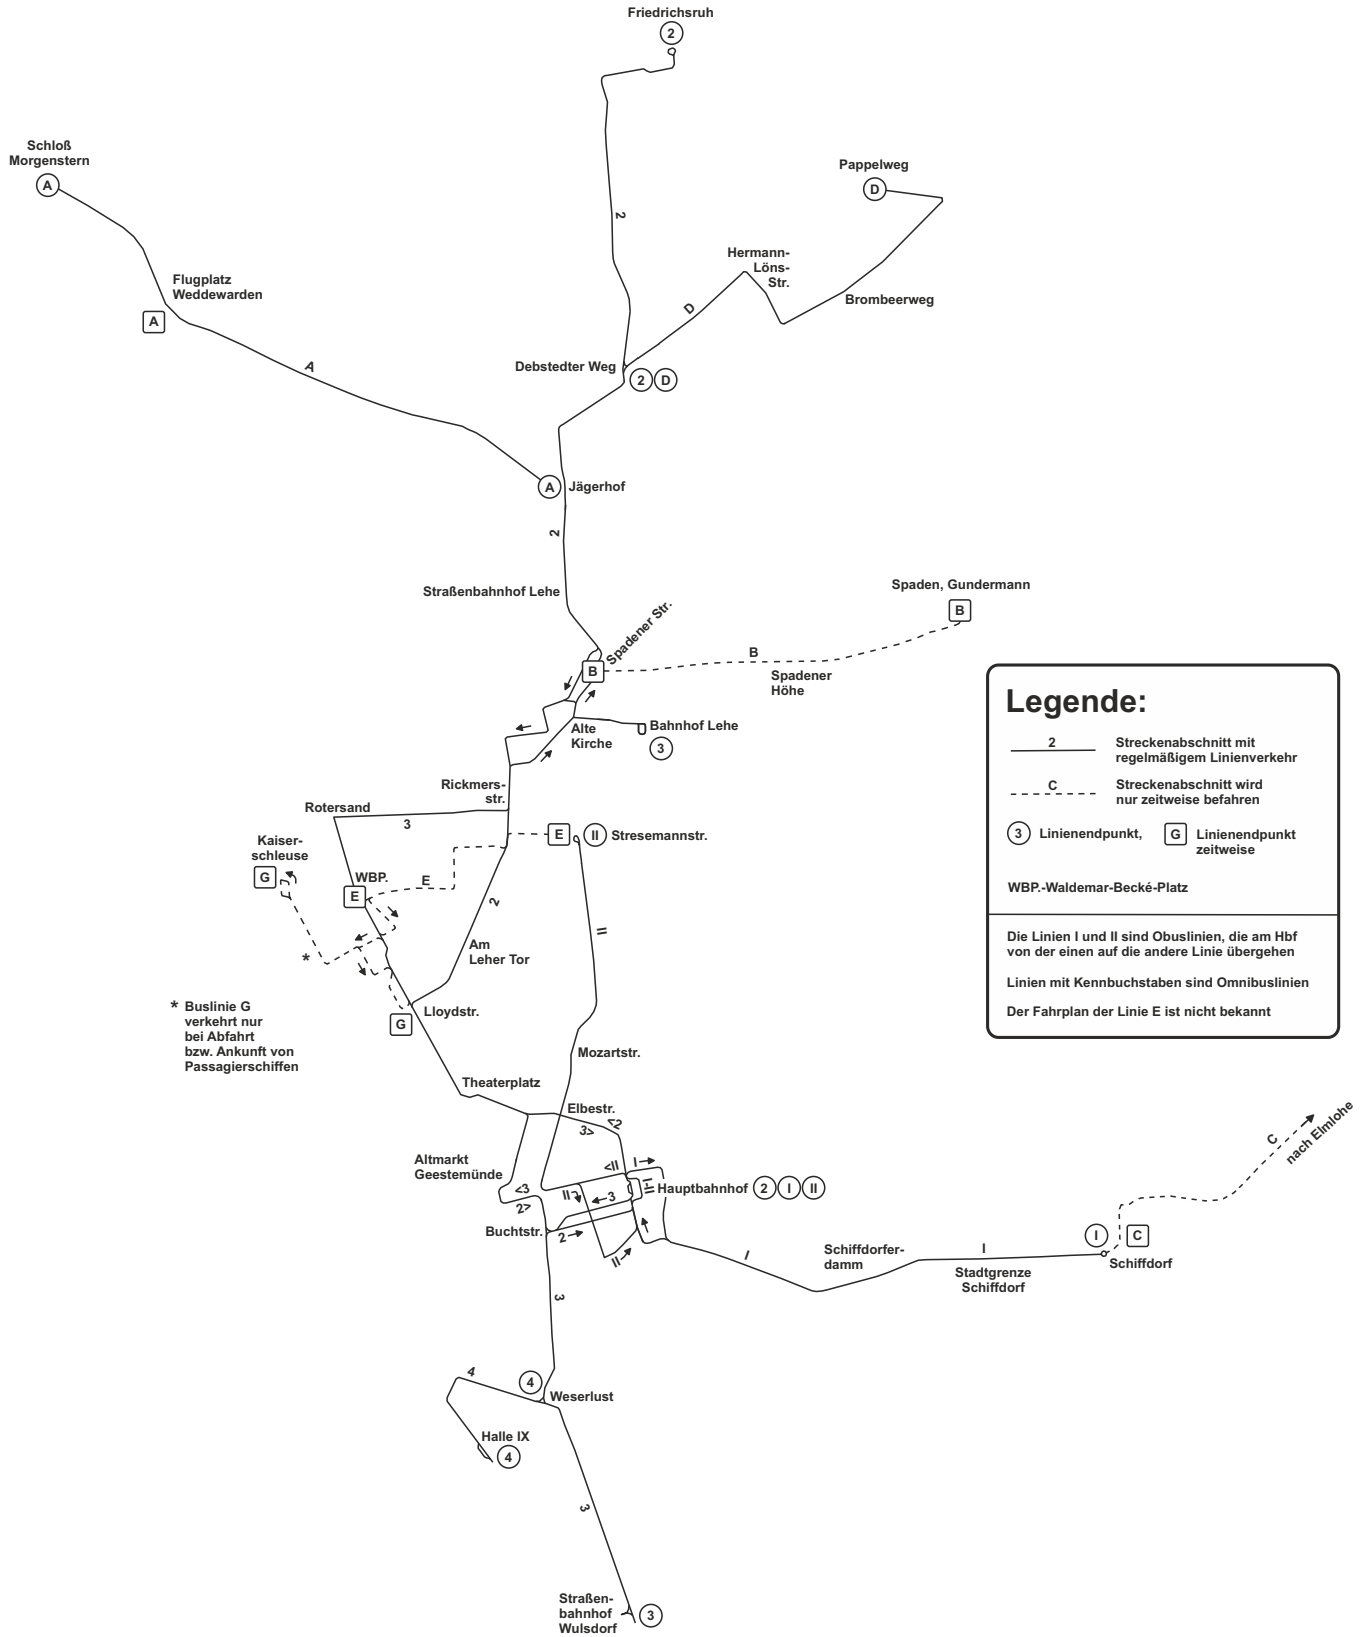 Friedrichsruh
2
Schloß
Morgenstern
A
Pappelweg
D
2
Hermann-
Löns-
Str.
Flugplatz
Weddewarden
A
Brombeerweg
D
A
Debstedter Weg
2 D
A Jägerhof
2
Straßenbahnhof Lehe
Spaden, Gundermann
B
Spadener Str.
B
B
Spadener
Höhe
Alte
Kirche
Bahnhof Lehe
3
Rickmers-
str.
Rotersand
3
Kaiser-
schleuse
G
E II Stresemannstr.
WBP.
E
E
2
II
Am
Leher Tor
*
* Buslinie G
verkehrt nur
bei Abfahrt
bzw. Ankunft von
Passagierschiffen
Lloydstr.
G
Mozartstr.
Theaterplatz
Elbestr.
<2
3>
Altmarkt
Geestemünde
<II
I
<3
2>
II
3
I
II
Hauptbahnhof 2 I II
Buchtstr.
2
II
I
Schiffdorfer-
damm
I
Stadtgrenze
Schiffdorf
I C
Schiffdorf
C
nach Elmlohe
3
4
4
Weserlust
Halle IX
4
3
Straßen-
bahnhof
Wulsdorf
3
Legende:
2
Streckenabschnitt mit
regelmäßigem Linienverkehr
C
Streckenabschnitt wird
nur zeitweise befahren
3 Linienendpunkt,
G Linienendpunkt
zeitweise
WBP.-Waldemar-Becké-Platz
Die Linien I und II sind Obuslinien, die am Hbf
von der einen auf die andere Linie übergehen
Linien mit Kennbuchstaben sind Omnibuslinien
Der Fahrplan der Linie E ist nicht bekannt